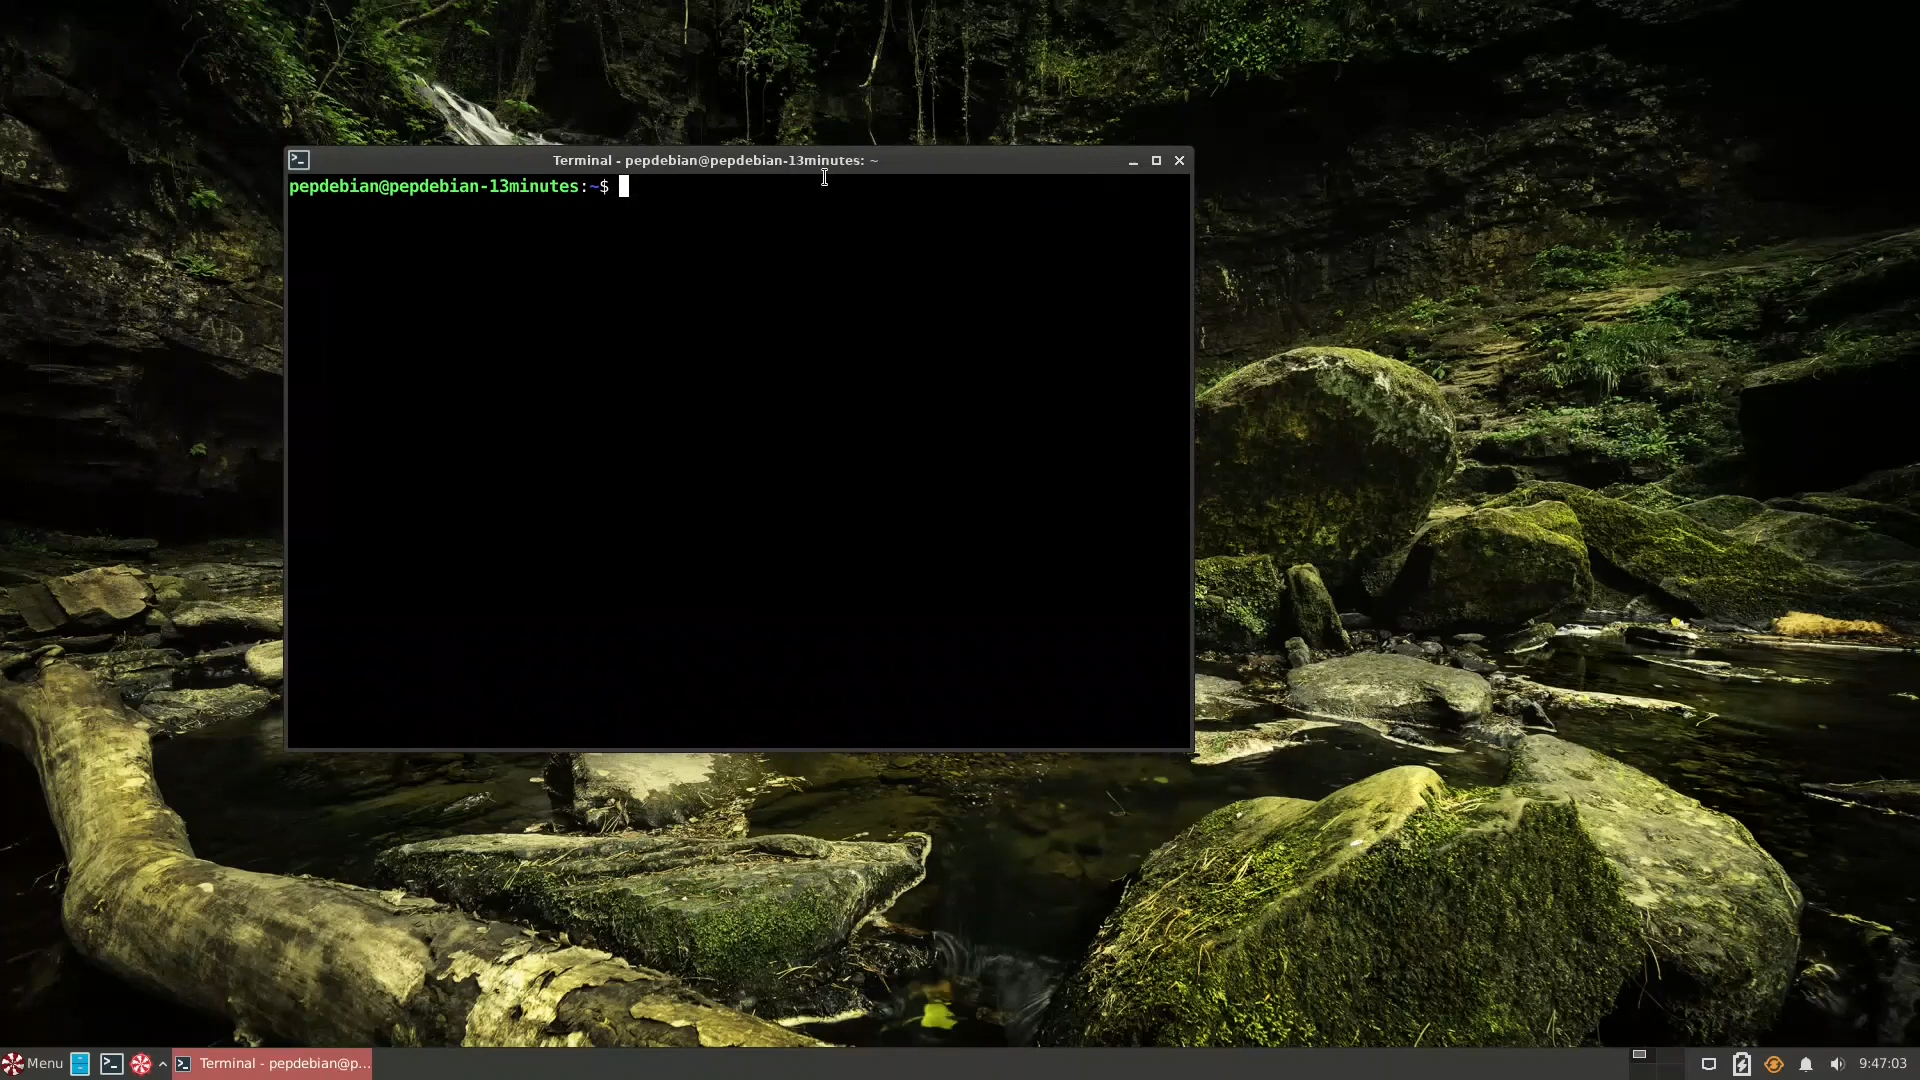 Terminal - pepdebian@pepdebian-13minutes: ~
pepdebian@pepdebian-13minutes:~$
Menu
Terminal - pepdebian@p...
9:47:03